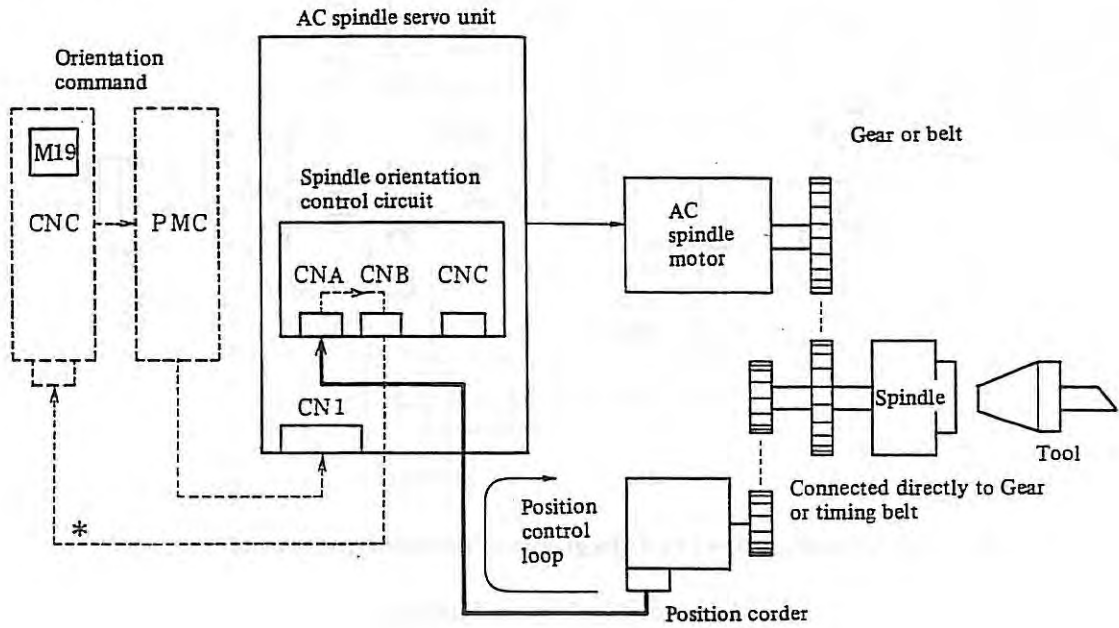 AC spindle servo unit
Orientation
command
M19
CNC
PMC
Spindle orientation
control circuit
CNA
CNB
CNC
CN1
Gear or belt
AC
spindle
motor
Spindle
Tool
Connected directly to Gear
or timing belt
Position
control
loop
*
Position corder